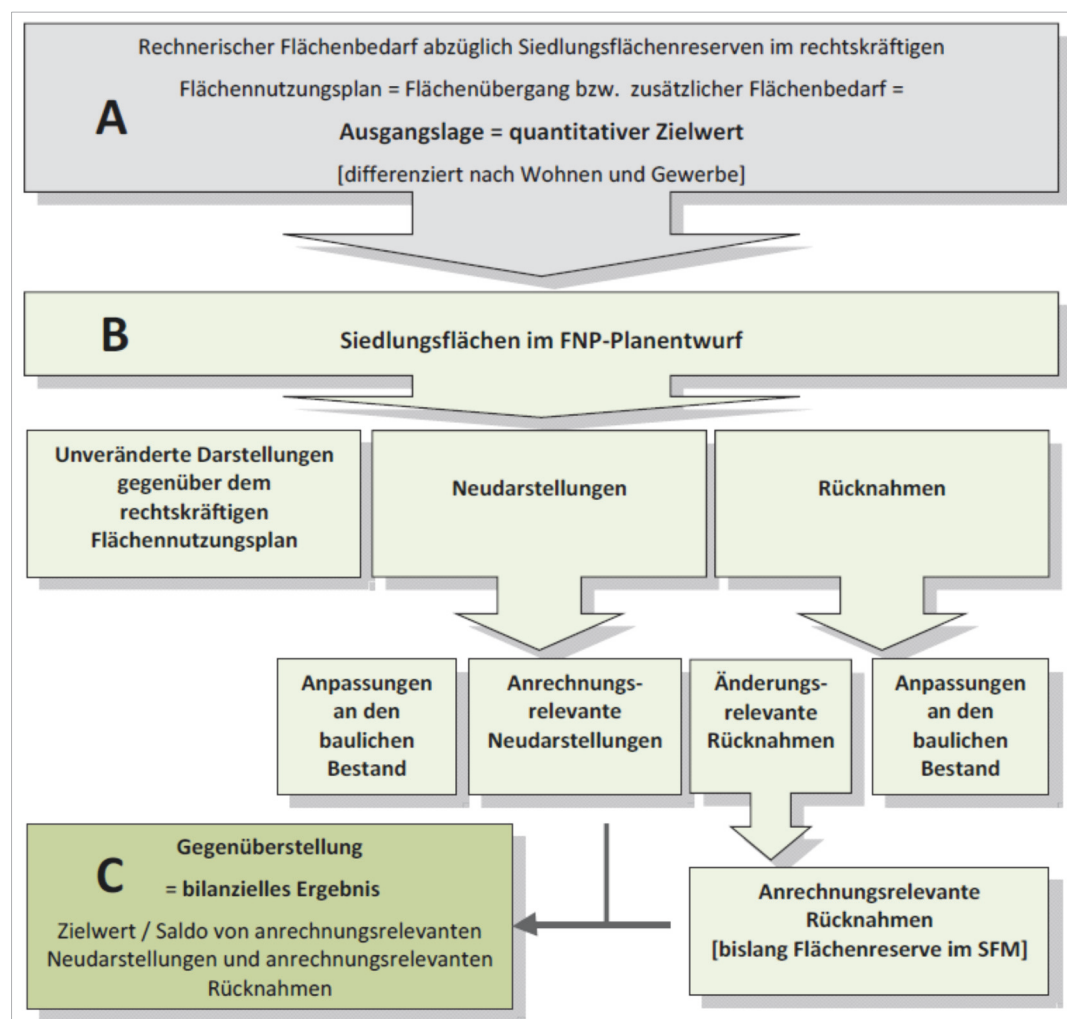 Rechnerischer Flächenbedarf abzüglich Siedlungsflächenreserven im rechtskräftigen
Flächennutzungsplan = Flächenübergang bzw. zusätzlicher Flächenbedarf =
A
Ausgangslage = quantitativer Zielwert
[differenziert nach Wohnen und Gewerbe]
B
Siedlungsflächen im FNP-Planentwurf
Unveränderte Darstellungen
gegenüber dem
rechtskräftigen
Flächennutzungsplan
Neudarstellungen
Rücknahmen
Anpassungen
an den
baulichen
Bestand
Anrechnungs-
relevante
Neudarstellungen
Änderungs-
relevante
Rücknahmen
Anpassungen
an den
baulichen
Bestand
C
Gegenüberstellung
= bilanzielles Ergebnis
Zielwert / Saldo von anrechnungsrelevanten
Neudarstellungen und anrechnungsrelevanten
Rücknahmen
Anrechnungsrelevante
Rücknahmen
[bislang Flächenreserve im SFM]